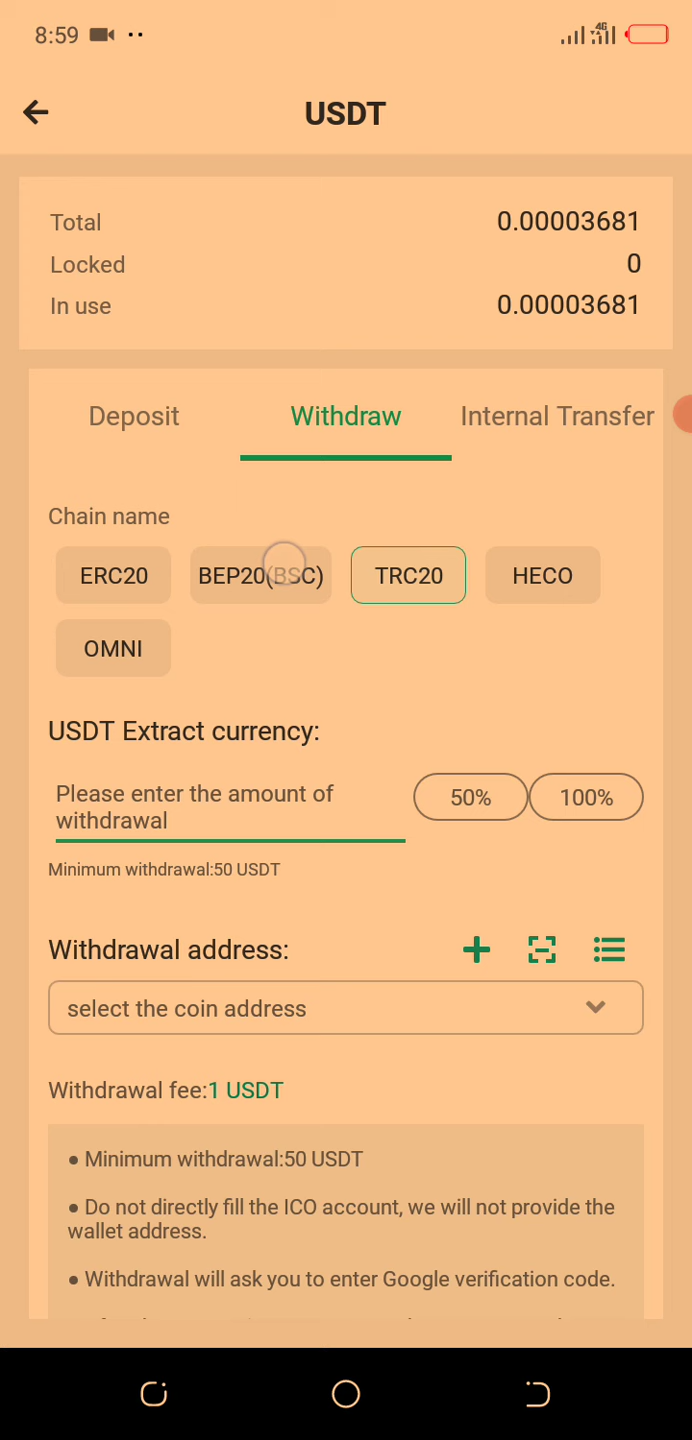 8:59
4G
USDT
Total 0.00003681
Locked 0
In use 0.00003681
Deposit Withdraw Internal Transfer
Chain name
ERC20 BEP20(BSC) TRC20 HECO
OMNI
USDT Extract currency:
Please enter the amount of
withdrawal
50% 100%
Minimum withdrawal:50 USDT
Withdrawal address:
select the coin address
Withdrawal fee:1 USDT
● Minimum withdrawal:50 USDT
● Do not directly fill the ICO account, we will not provide the
wallet address.
● Withdrawal will ask you to enter Google verification code.